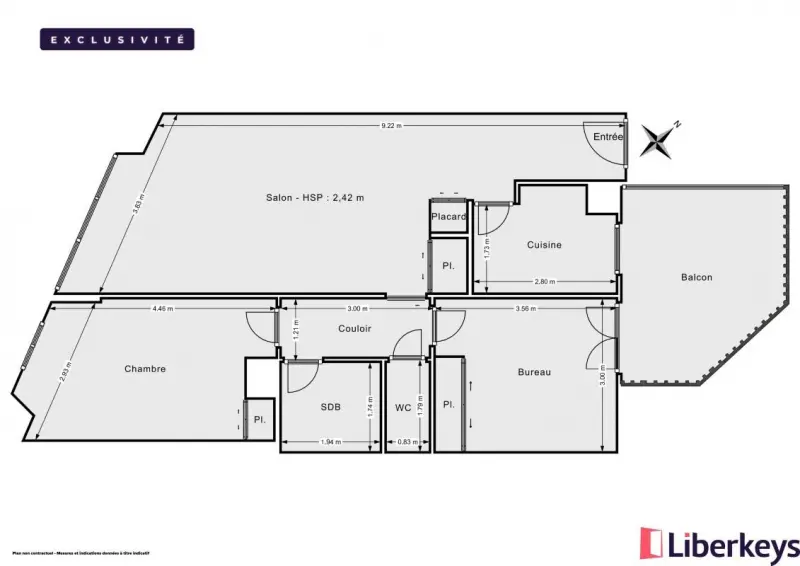 EXCLUSIVITÉ
9.22 m
Entrée
N
3.63 m
Salon - HSP : 2,42 m
Placard
Cuisine
1.73 m
2.80 m
Pl.
Balcon
4.46 m
3.00 m
3.56 m
1.21 m
Couloir
2.93 m
Chambre
Bureau
3.00 m
SDB
1.74 m
WC
1.79 m
Pl.
Pl.
1.94 m
0.83 m
Plan non contractuel - Mesures et indications données à titre indicatif
Liberkeys